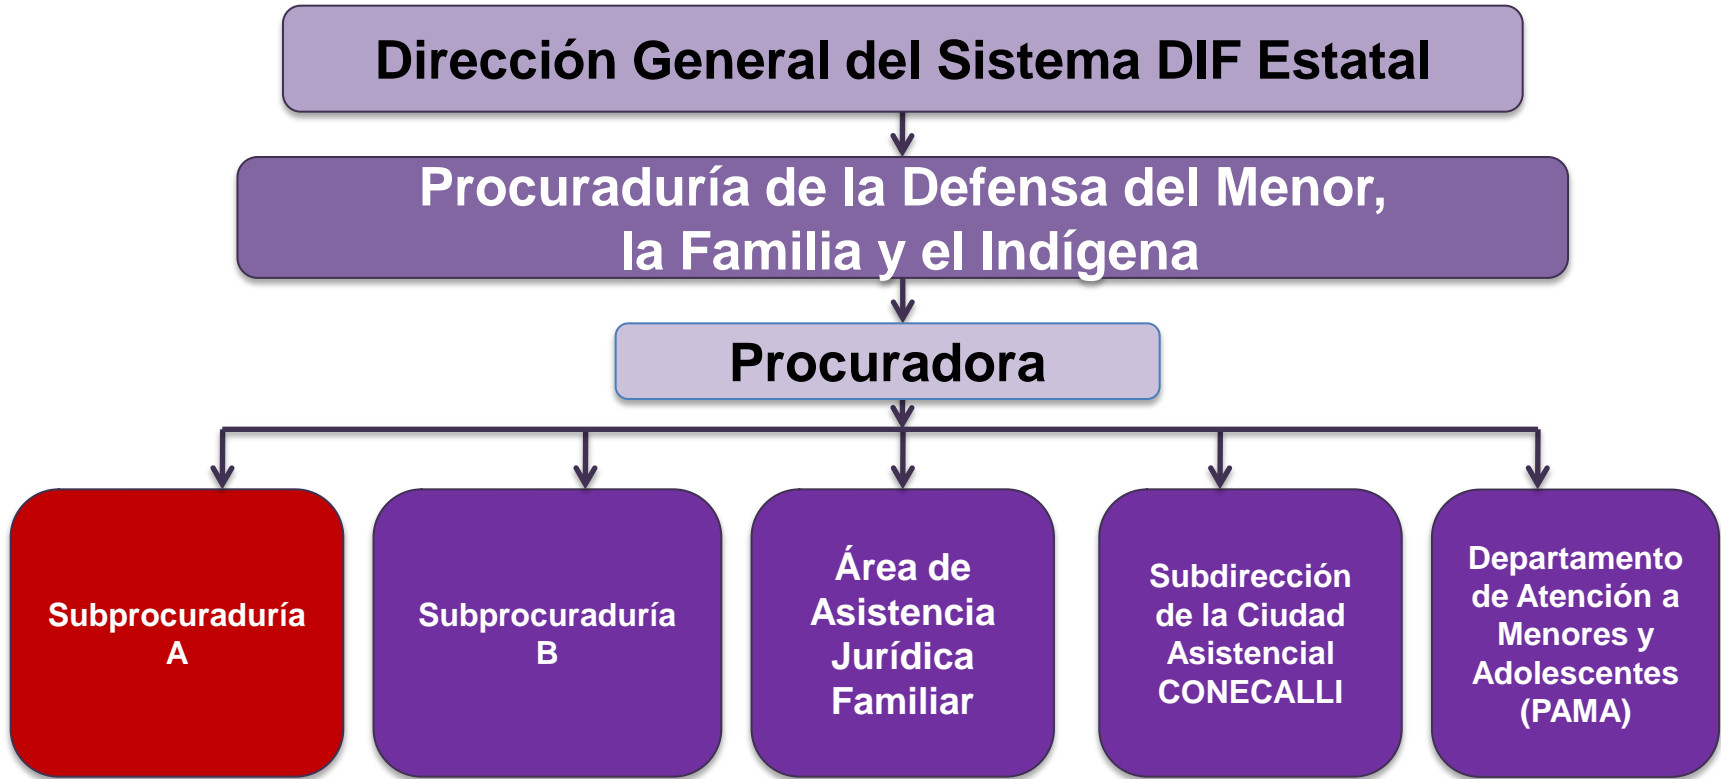 Dirección General del Sistema DIF Estatal
Procuraduría de la Defensa del Menor,
la Familia y el Indígena
Procuradora
Subprocuraduría
A
Subprocuraduría
B
Área de
Asistencia
Jurídica
Familiar
Subdirección
de la Ciudad
Asistencial
CONECALLI
Departamento
de Atención a
Menores y
Adolescentes
(PAMA)